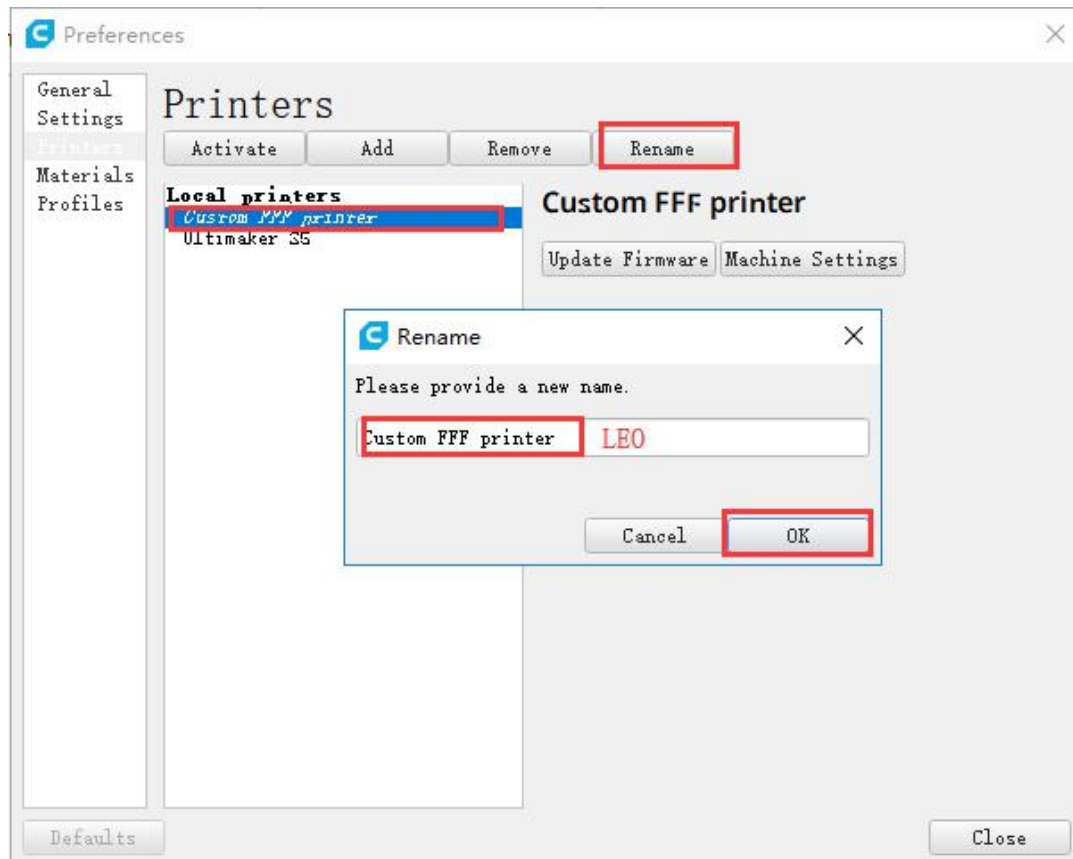 Preferences
General
Settings
Printers
Materials
Profiles
Printers
Activate Add Remove Rename
Local printers
Custom FFF printer
Ultimaker S5
Custom FFF printer
Update Firmware Machine Settings
Rename
Please provide a new name.
Custom FFF printer LEO
Cancel OK
Defaults Close